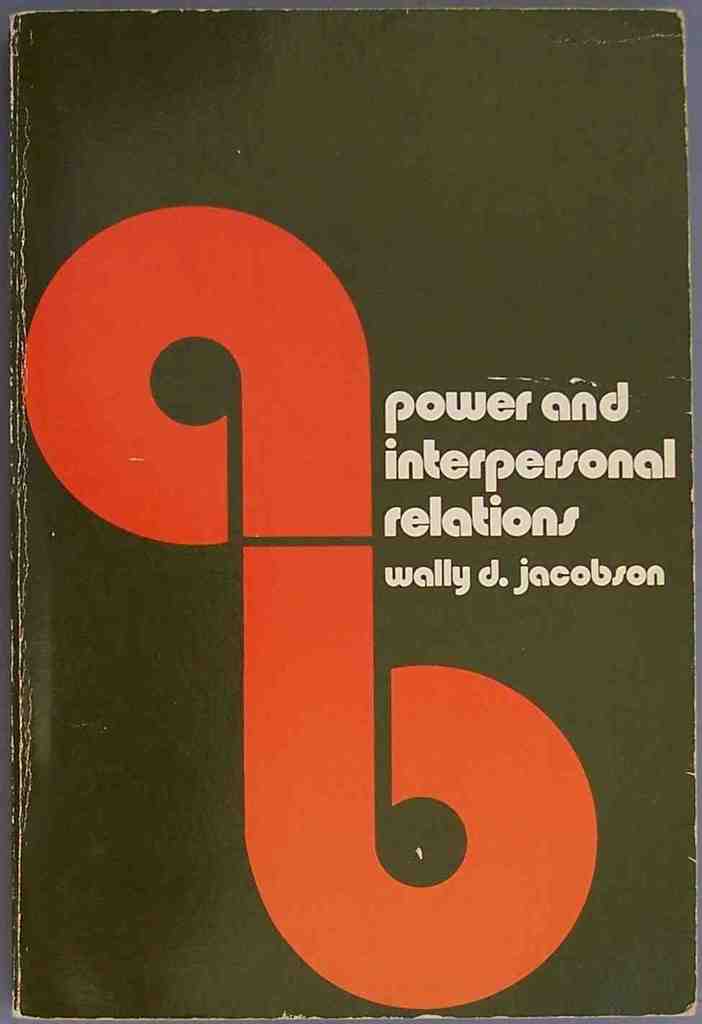 power and
interpersonal
relations
wally d. jacobson